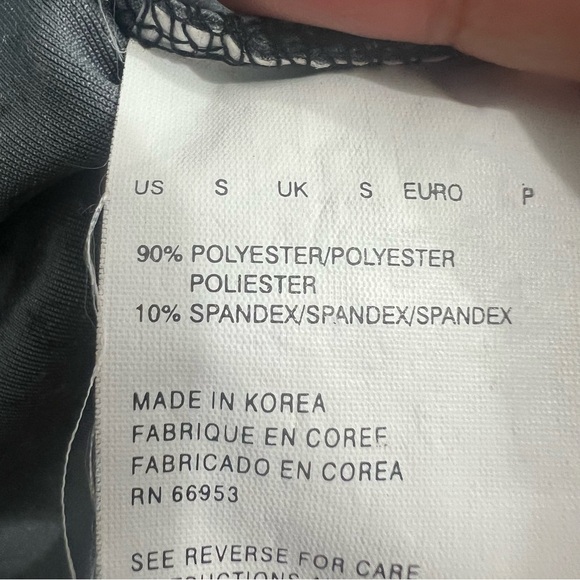 US S UK S EURO P
90% POLYESTER/POLYESTER
POLIESTER
10% SPANDEX/SPANDEX/SPANDEX
MADE IN KOREA
FABRIQUE EN COREE
FABRICADO EN COREA
RN 66953
SEE REVERSE FOR CARE